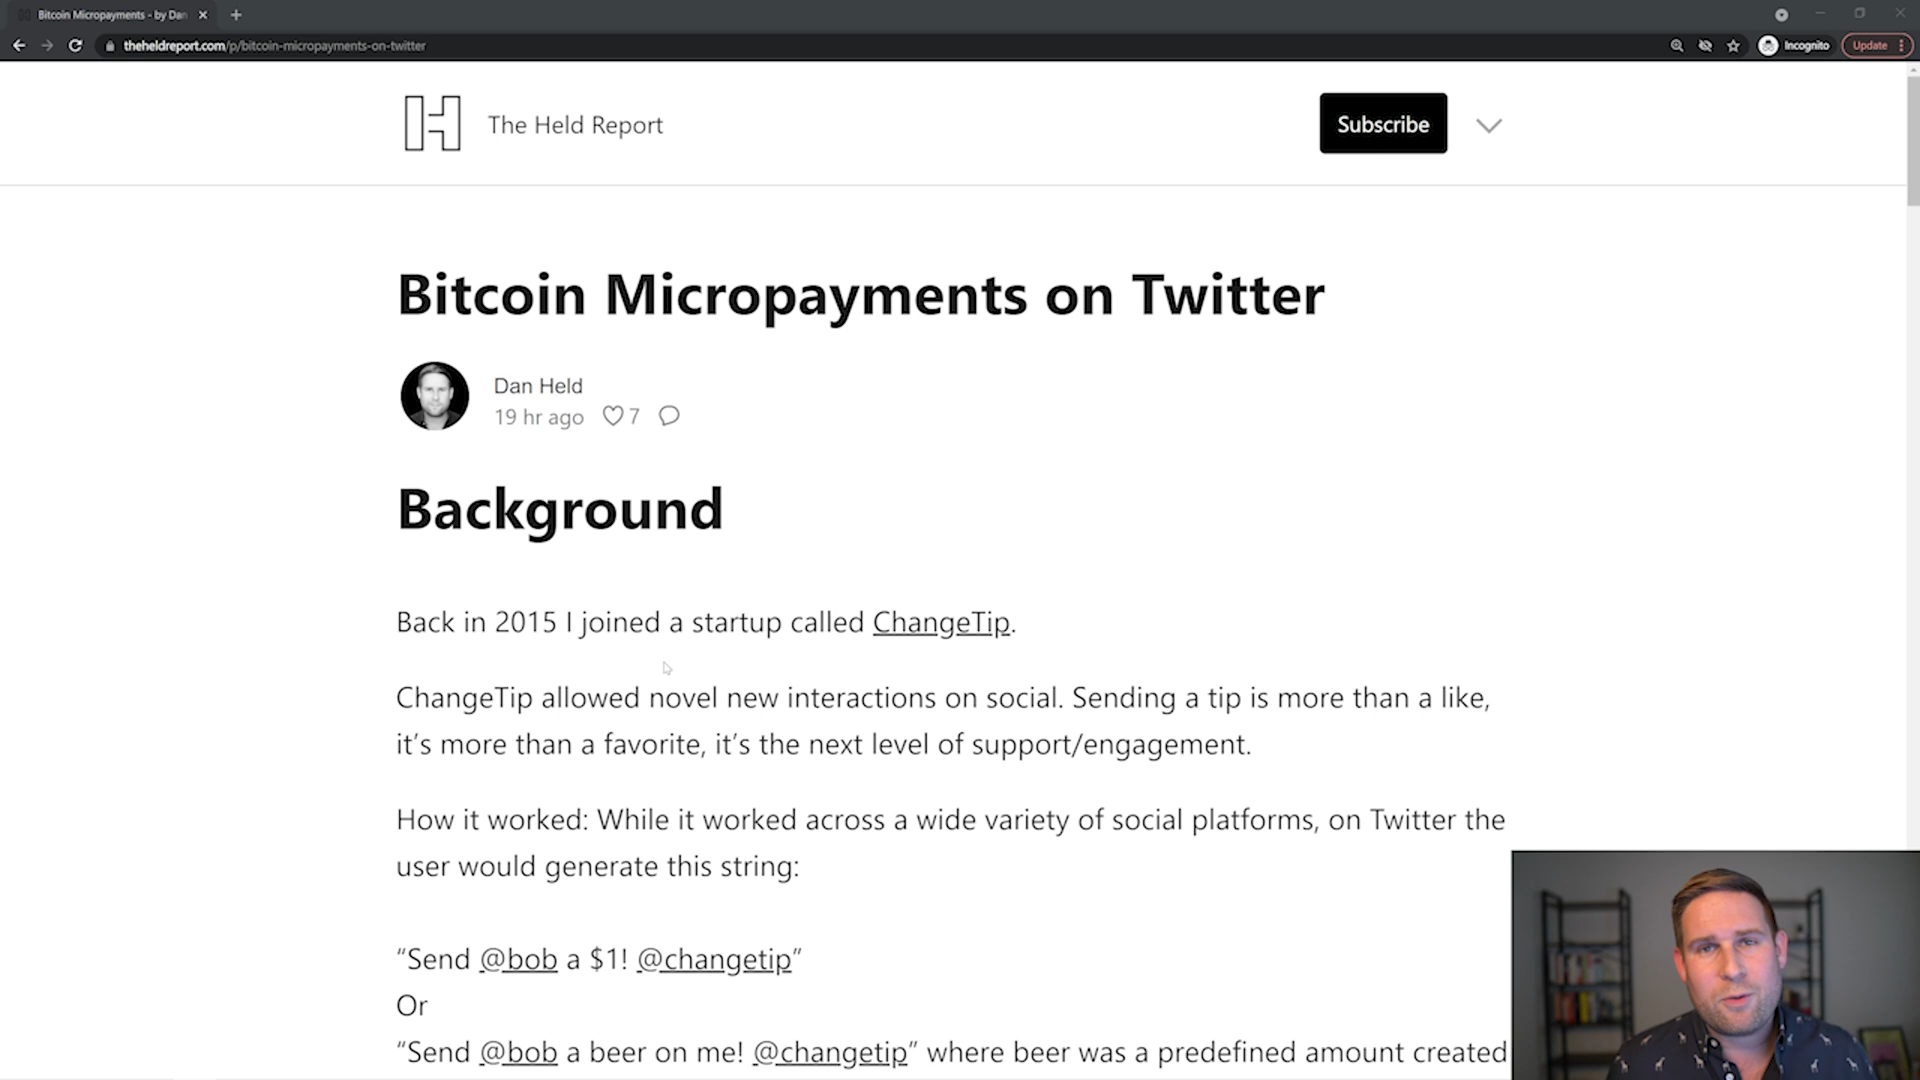 Bitcoin Micropayments - by Dan
theheldreport.com/p/bitcoin-micropayments-on-twitter
Incognito
Update
The Held Report
Subscribe
Bitcoin Micropayments on Twitter
Dan Held
19 hr ago
7
Background
Back in 2015 I joined a startup called ChangeTip.
ChangeTip allowed novel new interactions on social. Sending a tip is more than a like,
it’s more than a favorite, it’s the next level of support/engagement.
How it worked: While it worked across a wide variety of social platforms, on Twitter the
user would generate this string:
“Send @bob a $1! @changetip”
Or
“Send @bob a beer on me! @changetip” where beer was a predefined amount created